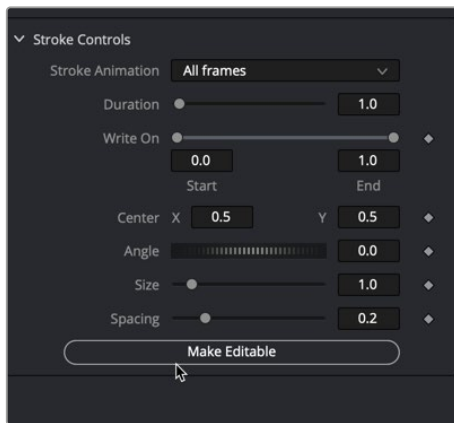 Stroke Controls
Stroke Animation All frames
Duration 1.0
Write On
0.0 1.0
Start End
Center X 0.5 Y 0.5
Angle 0.0
Size 1.0
Spacing 0.2
Make Editable